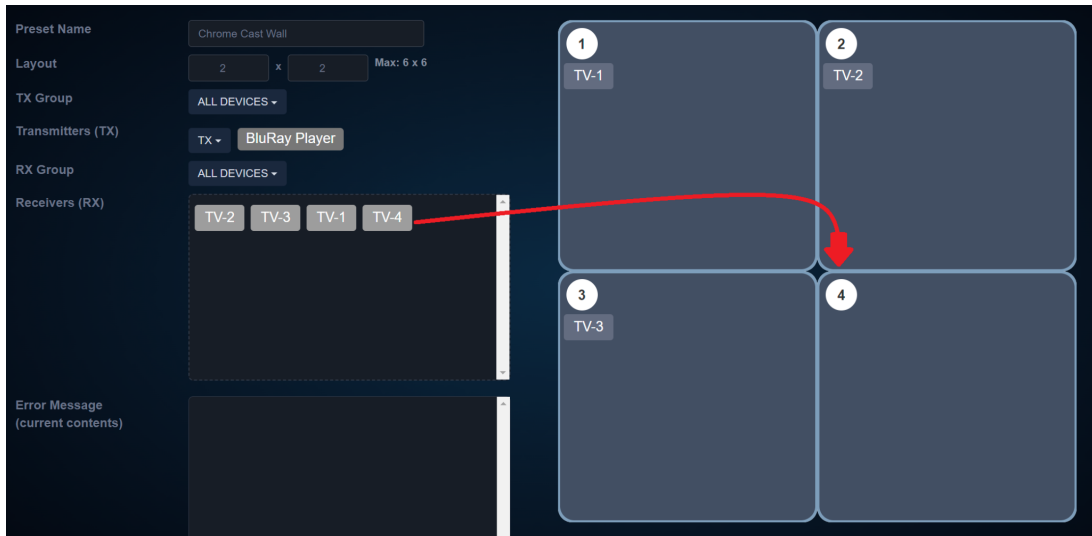 Preset Name
Chrome Cast Wall
Layout
2 x 2 Max: 6 x 6
TX Group
ALL DEVICES
Transmitters (TX)
TX BluRay Player
RX Group
ALL DEVICES
Receivers (RX)
TV-2 TV-3 TV-1 TV-4
Error Message
(current contents)
1
TV-1
2
TV-2
3
TV-3
4